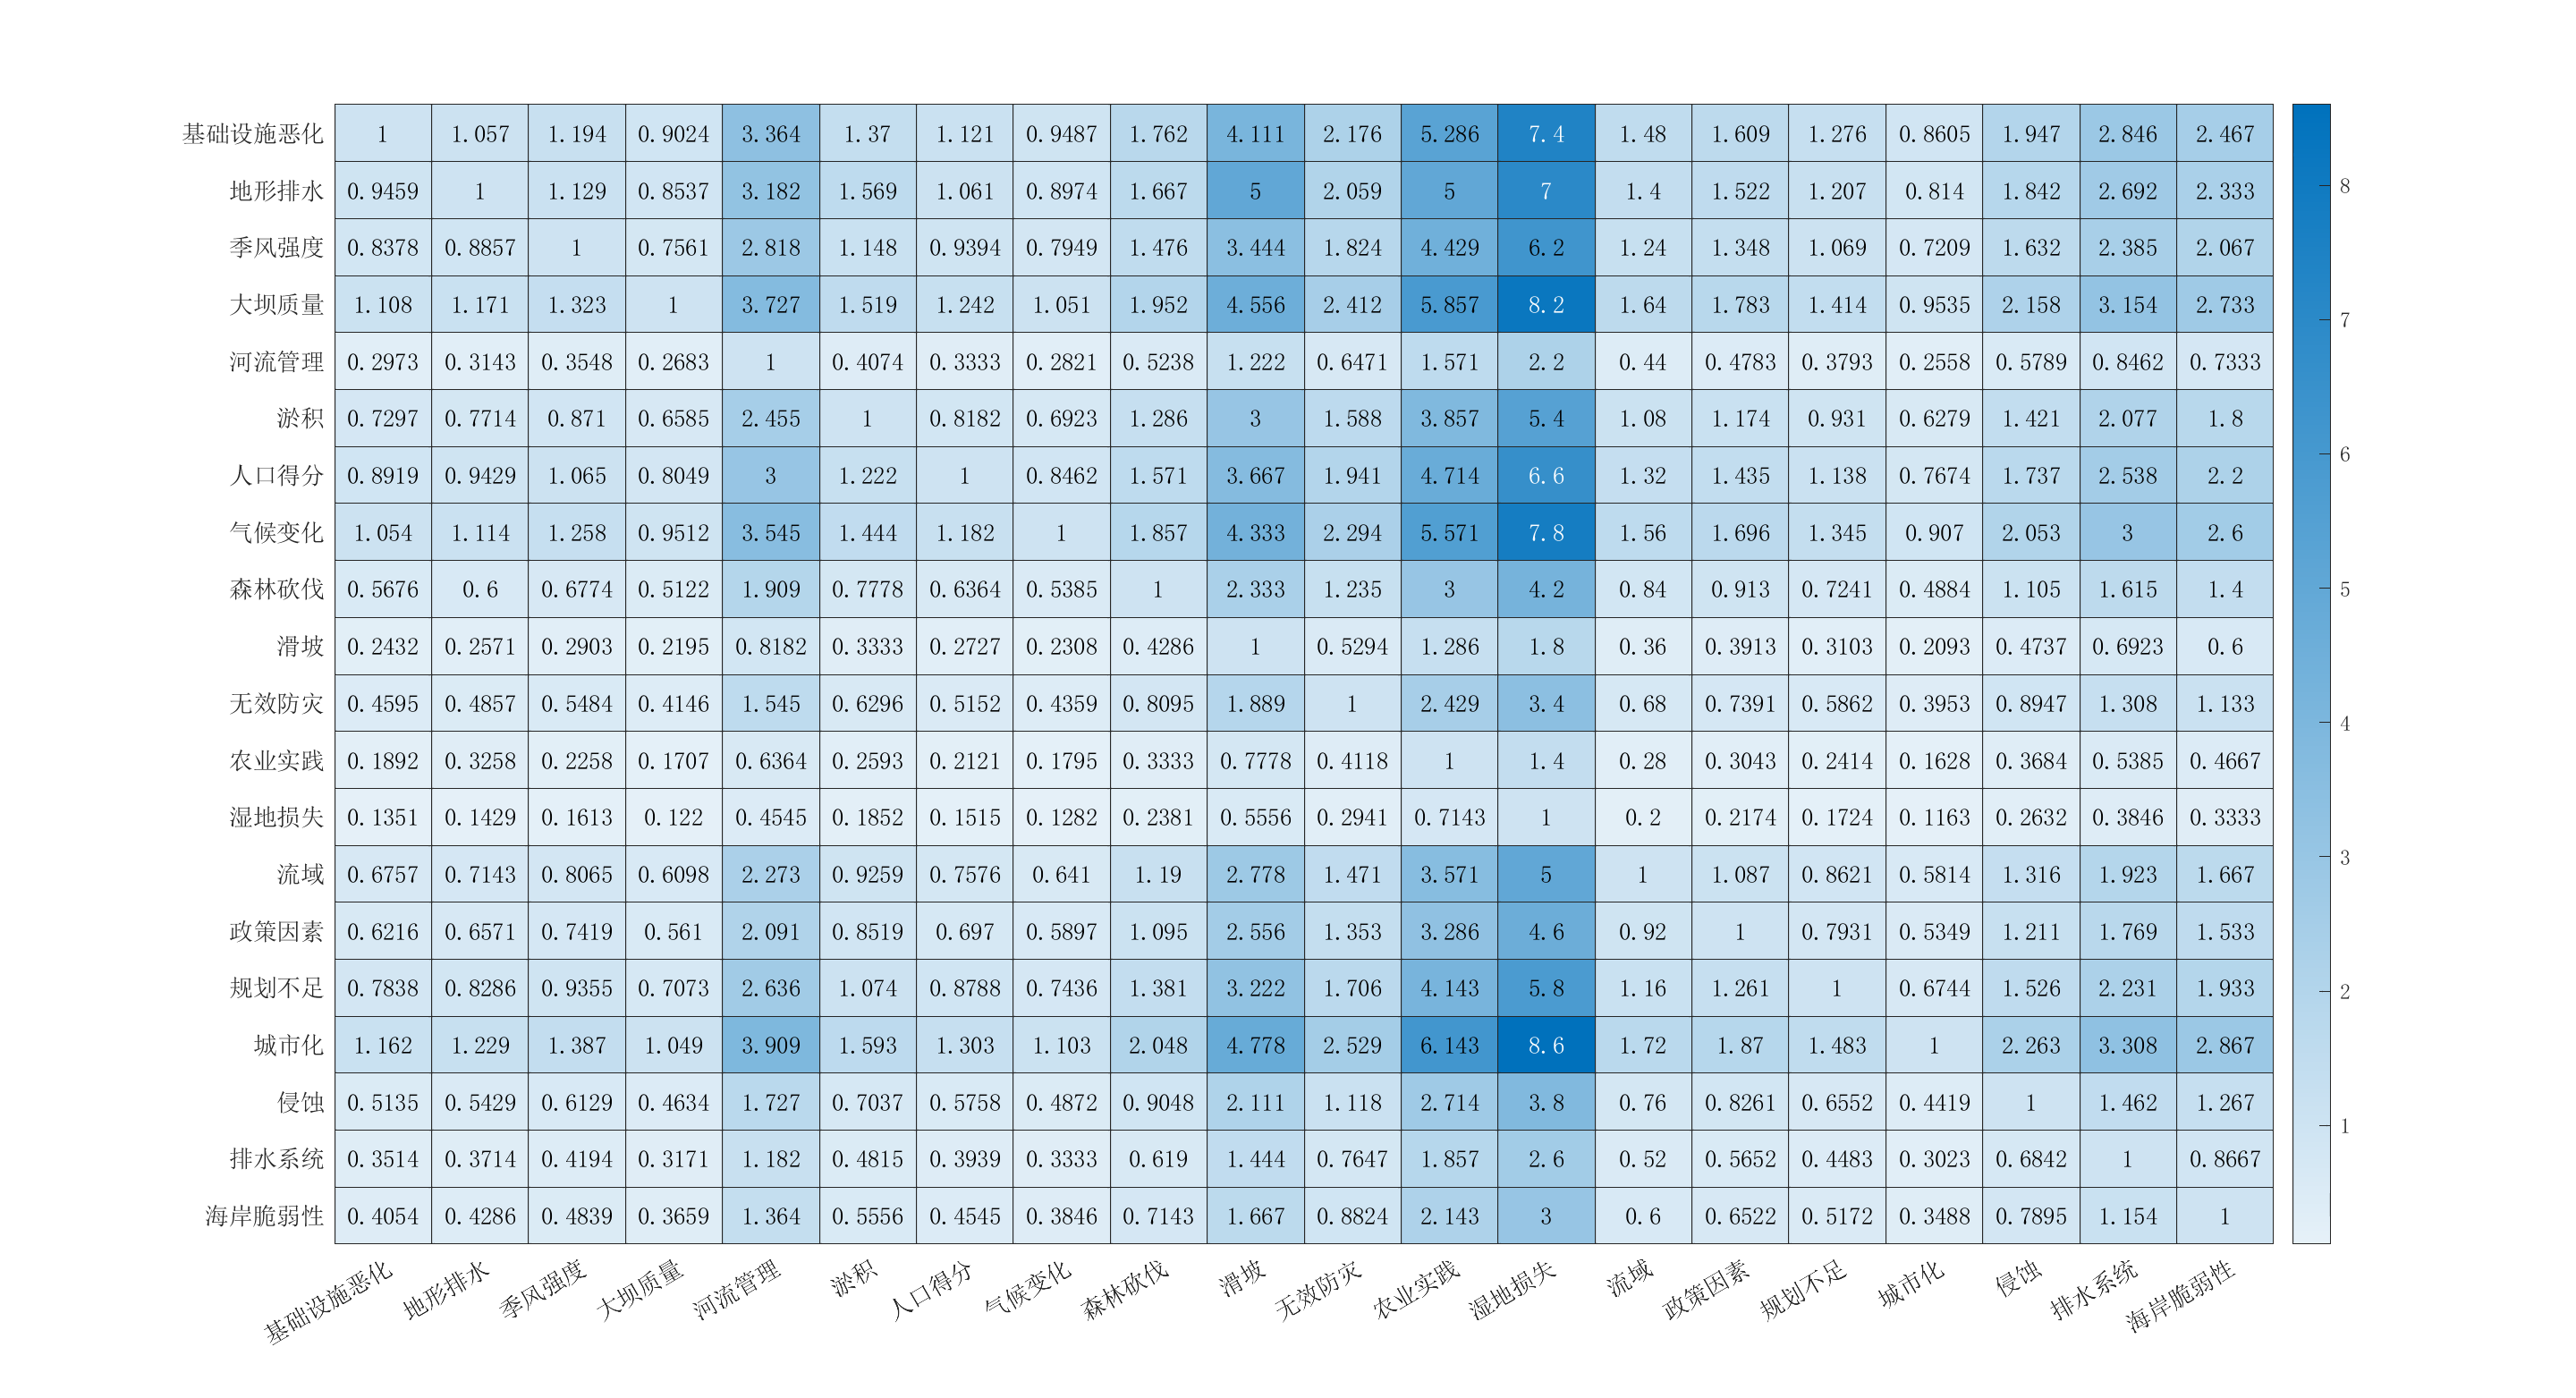 基础设施恶化 1 1.057 1.194 0.9024 3.364 1.37 1.121 0.9487 1.762 4.111 2.176 5.286 7.4 1.48 1.609 1.276 0.8605 1.947 2.846 2.467
地形排水 0.9459 1 1.129 0.8537 3.182 1.569 1.061 0.8974 1.667 5 2.059 5 7 1.4 1.522 1.207 0.814 1.842 2.692 2.333
季风强度 0.8378 0.8857 1 0.7561 2.818 1.148 0.9394 0.7949 1.476 3.444 1.824 4.429 6.2 1.24 1.348 1.069 0.7209 1.632 2.385 2.067
大坝质量 1.108 1.171 1.323 1 3.727 1.519 1.242 1.051 1.952 4.556 2.412 5.857 8.2 1.64 1.783 1.414 0.9535 2.158 3.154 2.733
河流管理 0.2973 0.3143 0.3548 0.2683 1 0.4074 0.3333 0.2821 0.5238 1.222 0.6471 1.571 2.2 0.44 0.4783 0.3793 0.2558 0.5789 0.8462 0.7333
淤积 0.7297 0.7714 0.871 0.6585 2.455 1 0.8182 0.6923 1.286 3 1.588 3.857 5.4 1.08 1.174 0.931 0.6279 1.421 2.077 1.8
人口得分 0.8919 0.9429 1.065 0.8049 3 1.222 1 0.8462 1.571 3.667 1.941 4.714 6.6 1.32 1.435 1.138 0.7674 1.737 2.538 2.2
气候变化 1.054 1.114 1.258 0.9512 3.545 1.444 1.182 1 1.857 4.333 2.294 5.571 7.8 1.56 1.696 1.345 0.907 2.053 3 2.6
森林砍伐 0.5676 0.6 0.6774 0.5122 1.909 0.7778 0.6364 0.5385 1 2.333 1.235 3 4.2 0.84 0.913 0.7241 0.4884 1.105 1.615 1.4
滑坡 0.2432 0.2571 0.2903 0.2195 0.8182 0.3333 0.2727 0.2308 0.4286 1 0.5294 1.286 1.8 0.36 0.3913 0.3103 0.2093 0.4737 0.6923 0.6
无效防灾 0.4595 0.4857 0.5484 0.4146 1.545 0.6296 0.5152 0.4359 0.8095 1.889 1 2.429 3.4 0.68 0.7391 0.5862 0.3953 0.8947 1.308 1.133
农业实践 0.1892 0.3258 0.2258 0.1707 0.6364 0.2593 0.2121 0.1795 0.3333 0.7778 0.4118 1 1.4 0.28 0.3043 0.2414 0.1628 0.3684 0.5385 0.4667
湿地损失 0.1351 0.1429 0.1613 0.122 0.4545 0.1852 0.1515 0.1282 0.2381 0.5556 0.2941 0.7143 1 0.2 0.2174 0.1724 0.1163 0.2632 0.3846 0.3333
流域 0.6757 0.7143 0.8065 0.6098 2.273 0.9259 0.7576 0.641 1.19 2.778 1.471 3.571 5 1 1.087 0.8621 0.5814 1.316 1.923 1.667
政策因素 0.6216 0.6571 0.7419 0.561 2.091 0.8519 0.697 0.5897 1.095 2.556 1.353 3.286 4.6 0.92 1 0.7931 0.5349 1.211 1.769 1.533
规划不足 0.7838 0.8286 0.9355 0.7073 2.636 1.074 0.8788 0.7436 1.381 3.222 1.706 4.143 5.8 1.16 1.261 1 0.6744 1.526 2.231 1.933
城市化 1.162 1.229 1.387 1.049 3.909 1.593 1.303 1.103 2.048 4.778 2.529 6.143 8.6 1.72 1.87 1.483 1 2.263 3.308 2.867
侵蚀 0.5135 0.5429 0.6129 0.4634 1.727 0.7037 0.5758 0.4872 0.9048 2.111 1.118 2.714 3.8 0.76 0.8261 0.6552 0.4419 1 1.462 1.267
排水系统 0.3514 0.3714 0.4194 0.3171 1.182 0.4815 0.3939 0.3333 0.619 1.444 0.7647 1.857 2.6 0.52 0.5652 0.4483 0.3023 0.6842 1 0.8667
海岸脆弱性 0.4054 0.4286 0.4839 0.3659 1.364 0.5556 0.4545 0.3846 0.7143 1.667 0.8824 2.143 3 0.6 0.6522 0.5172 0.3488 0.7895 1.154 1
基础设施恶化 地形排水 季风强度 大坝质量 河流管理 淤积 人口得分 气候变化 森林砍伐 滑坡 无效防灾 农业实践 湿地损失 流域 政策因素 规划不足 城市化 侵蚀 排水系统 海岸脆弱性
8
7
6
5
4
3
2
1